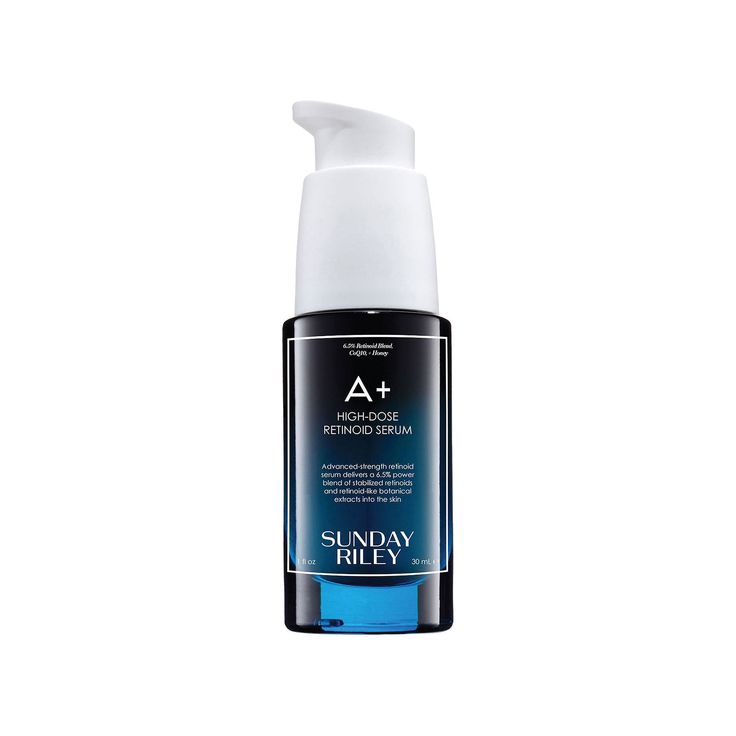 6.5% Retinoid Blend,
CoQ10, + Honey
A+
HIGH-DOSE
RETINOID SERUM
Advanced-strength retinoid
serum delivers a 6.5% power
blend of stabilized retinoids
and retinoid-like botanical
extracts into the skin
SUNDAY
RILEY
1 fl oz 30 mL e